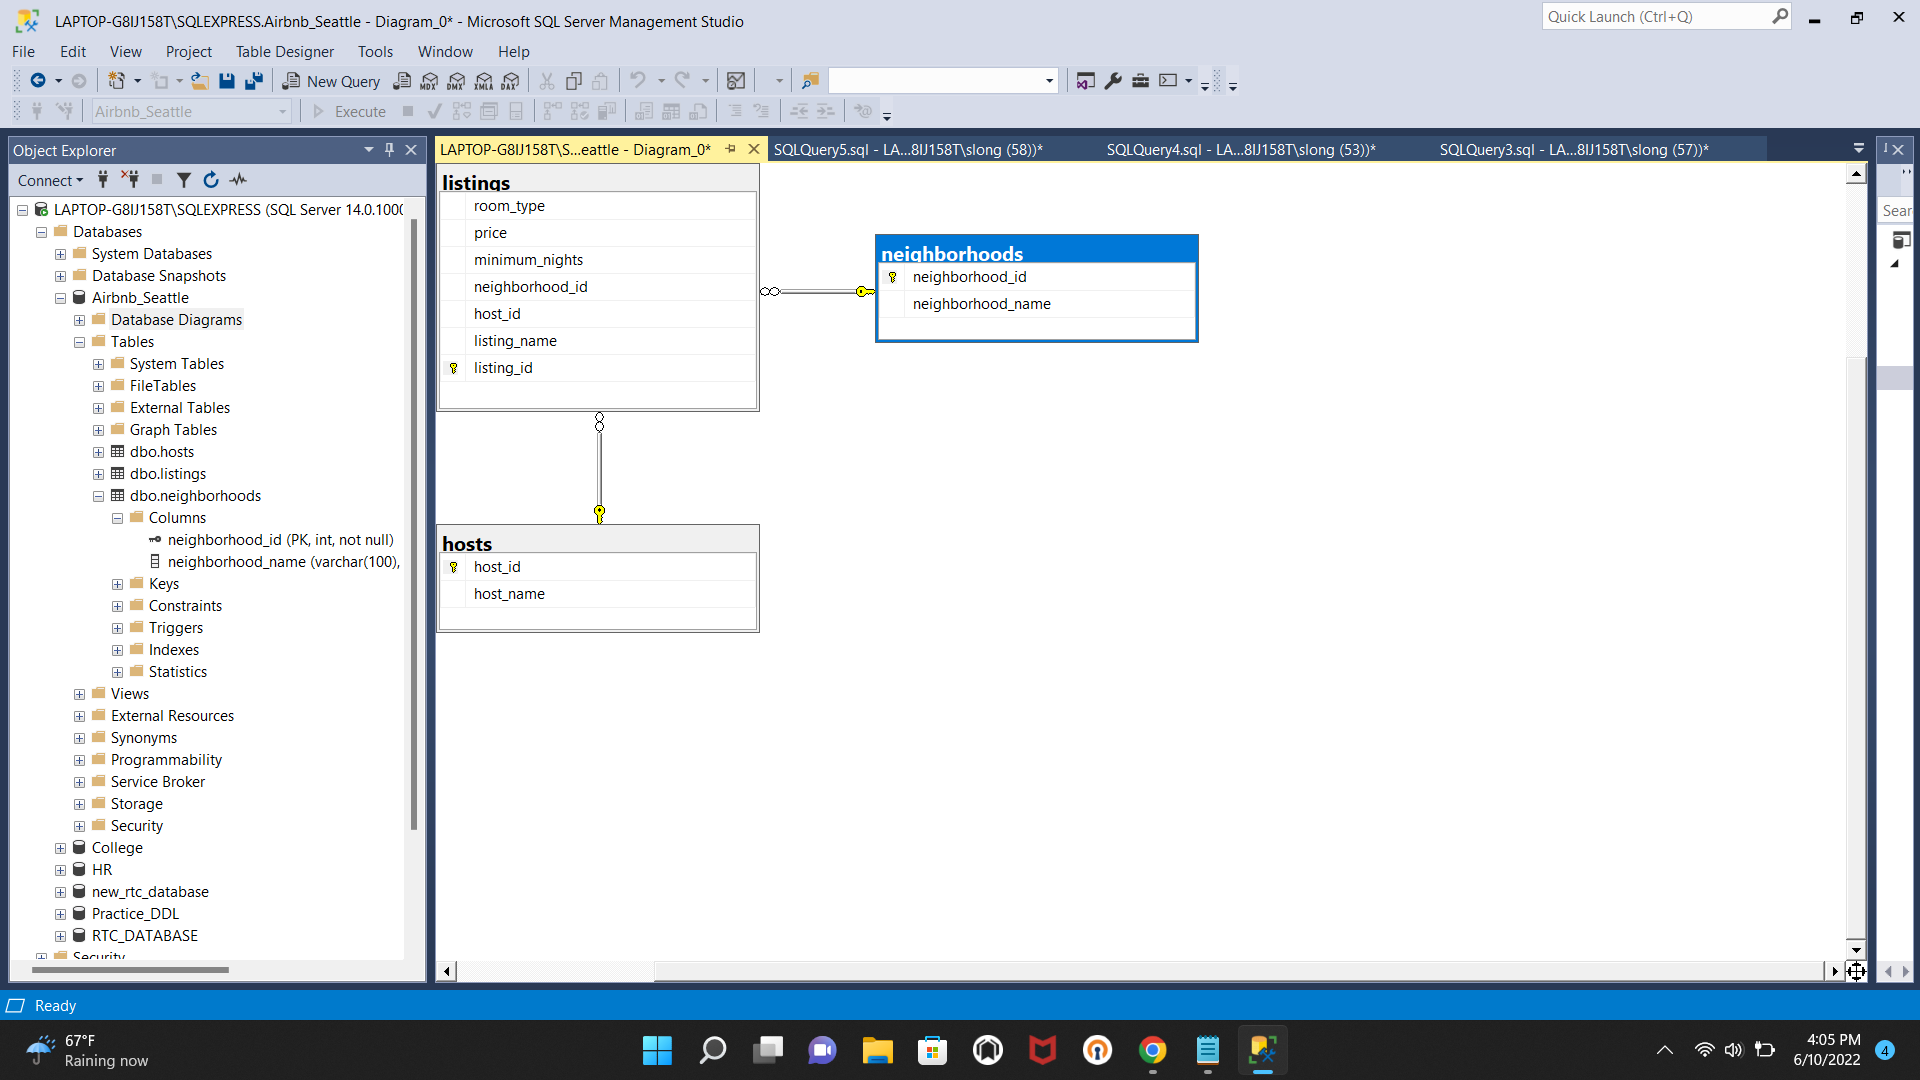 LAPTOP-G8IJ158T\SQLEXPRESS.Airbnb_Seattle - Diagram_0* - Microsoft SQL Server Management Studio
Quick Launch (Ctrl+Q)
File Edit View Project Table Designer Tools Window Help
New Query MDX DMX XMLA DAX
Airbnb_Seattle Execute
Object Explorer
Connect
LAPTOP-G8IJ158T\SQLEXPRESS (SQL Server 14.0.1000
Databases
System Databases
Database Snapshots
Airbnb_Seattle
Database Diagrams
Tables
System Tables
FileTables
External Tables
Graph Tables
dbo.hosts
dbo.listings
dbo.neighborhoods
Columns
neighborhood_id (PK, int, not null)
neighborhood_name (varchar(100),
Keys
Constraints
Triggers
Indexes
Statistics
Views
External Resources
Synonyms
Programmability
Service Broker
Storage
Security
College
HR
new_rtc_database
Practice_DDL
RTC_DATABASE
Security
LAPTOP-G8IJ158T\S...eattle - Diagram_0* SQLQuery5.sql - LA...8IJ158T\slong (58))* SQLQuery4.sql - LA...8IJ158T\slong (53))* SQLQuery3.sql - LA...8IJ158T\slong (57))*
listings
room_type
price
minimum_nights
neighborhood_id
host_id
listing_name
listing_id
neighborhoods
neighborhood_id
neighborhood_name
hosts
host_id
host_name
Sear
Ready
67°F
Raining now
4:05 PM
6/10/2022
4